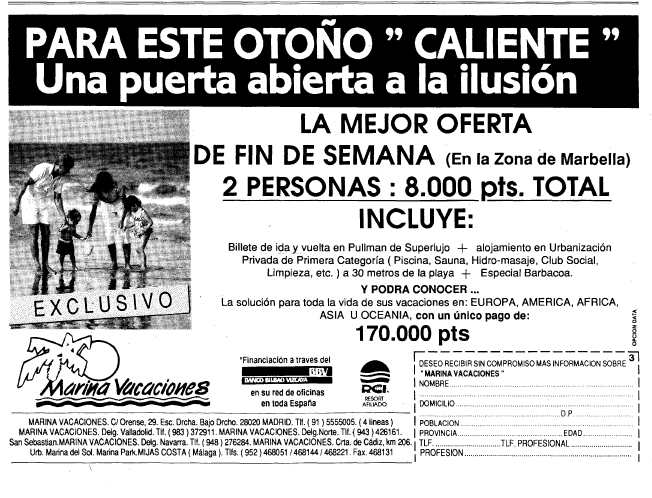 PARA ESTE OTOÑO " CALIENTE "
Una puerta abierta a la ilusión
LA MEJOR OFERTA
DE FIN DE SEMANA (En la Zona de Marbella)
2 PERSONAS : 8.000 pts. TOTAL
INCLUYE:
Billete de ida y vuelta en Pullman de Superlujo + alojamiento en Urbanización
Privada de Primera Categoría ( Piscina, Sauna, Hidro-masaje, Club Social,
Limpieza, etc. ) a 30 metros de la playa + Especial Barbacoa.
Y PODRA CONOCER ...
La solución para toda la vida de sus vacaciones en: EUROPA, AMERICA, AFRICA,
ASIA U OCEANIA, con un único pago de:
170.000 pts
EXCLUSIVO
OPCION DATA
Marina Vacaciones
*Financiación a traves del
BBV
BANCO BILBAO VIZCAYA
en su red de oficinas
en toda España
RCI
RESORT
AFILIADO
3
DESEO RECIBIR SIN COMPROMISO MAS INFORMACION SOBRE
" MARINA VACACIONES "
NOMBRE
DOMICILIO
D.P.
POBLACION
PROVINCIA EDAD
TLF. TLF. PROFESIONAL
PROFESION
MARINA VACACIONES. C/ Orense, 29. Esc. Drcha. Bajo Drcho. 28020 MADRID. Tlf. ( 91 ) 5555005. ( 4 lineas )
MARINA VACACIONES. Delg. Valladolid. Tlf. ( 983 ) 372911. MARINA VACACIONES. Delg.Norte. Tlf. ( 943 ) 426161.
San Sebastian.MARINA VACACIONES. Delg. Navarra. Tlf. ( 948 ) 276284. MARINA VACACIONES. Crta. de Cádiz, km 206.
Urb. Marina del Sol. Marina Park.MIJAS COSTA ( Málaga ). Tlfs. ( 952 ) 468051 / 468144 / 468221. Fax. 468131